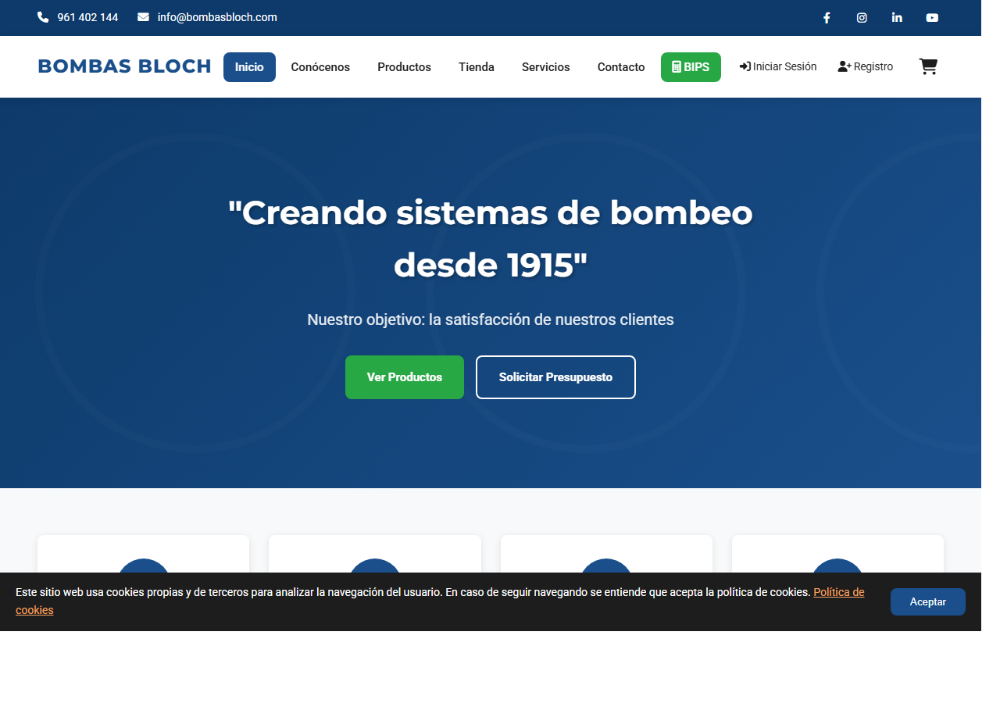 961 402 144
info@bombasbloch.com
BOMBAS BLOCH
Inicio
Conócenos
Productos
Tienda
Servicios
Contacto
BIPS
Iniciar Sesión
Registro
"Creando sistemas de bombeo
desde 1915"
Nuestro objetivo: la satisfacción de nuestros clientes
Ver Productos
Solicitar Presupuesto
Este sitio web usa cookies propias y de terceros para analizar la navegación del usuario. En caso de seguir navegando se entiende que acepta la política de cookies. Política de
cookies
Aceptar